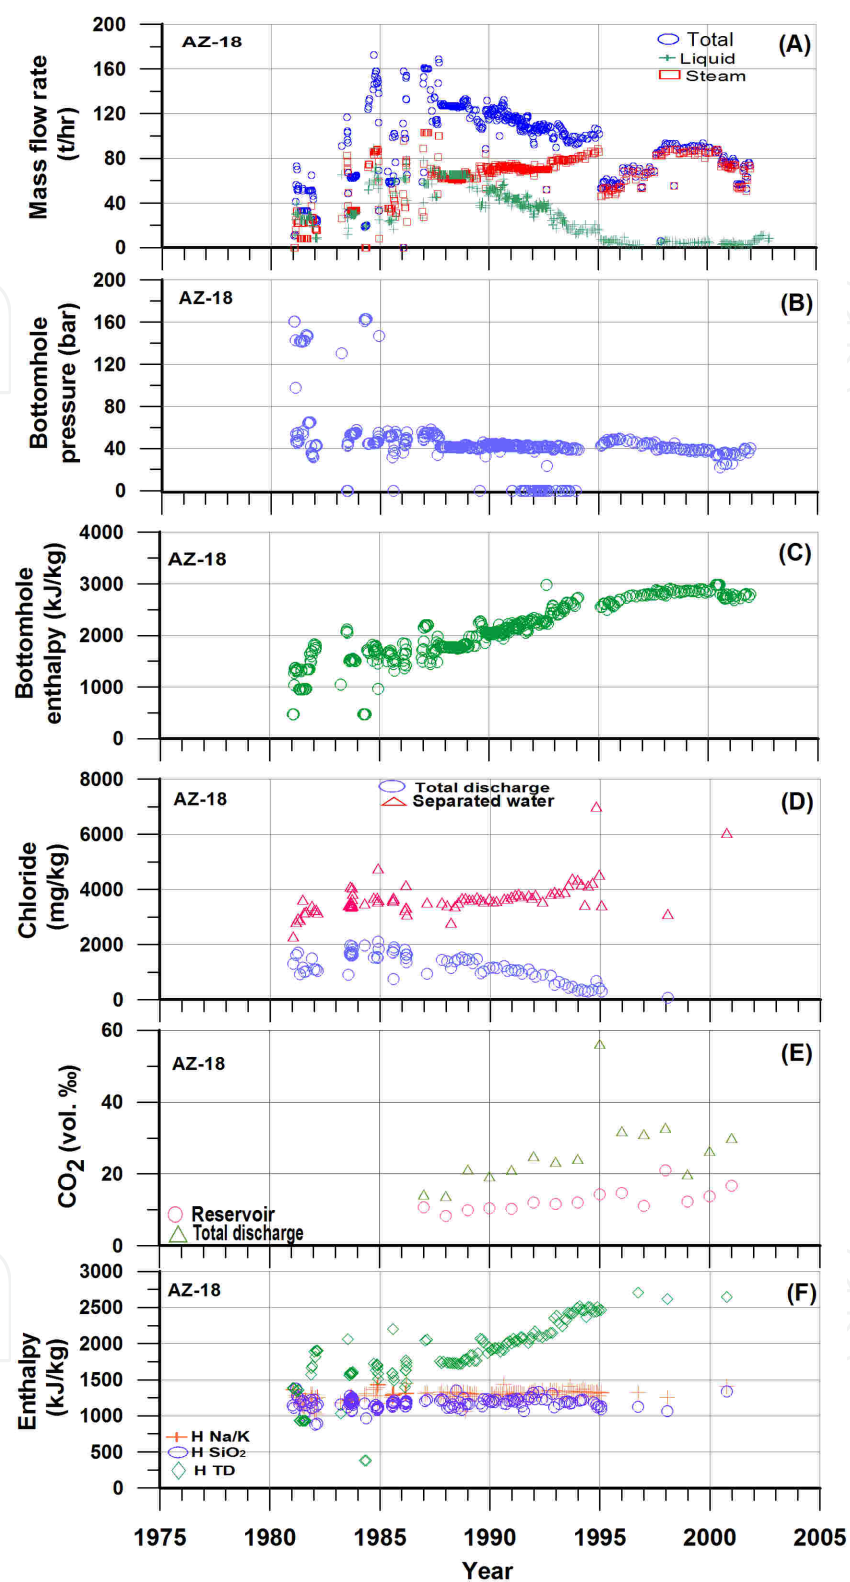 200
160
120
80
40
0
Mass flow rate
(t/hr)
AZ-18
Total
Liquid
Steam
(A)
200
160
120
80
40
0
Bottomhole
pressure (bar)
AZ-18
(B)
4000
3000
2000
1000
0
Bottomhole
enthalpy (kJ/kg)
AZ-18
(C)
8000
6000
4000
2000
0
Chloride
(mg/kg)
AZ-18
Total discharge
Separated water
(D)
60
40
20
0
CO2 (vol. ‰)
AZ-18
(E)
Reservoir
Total discharge
3000
2500
2000
1500
1000
500
0
Enthalpy
(kJ/kg)
AZ-18
(F)
H Na/K
H SiO2
H TD
1975 1980 1985 1990 1995 2000 2005
Year